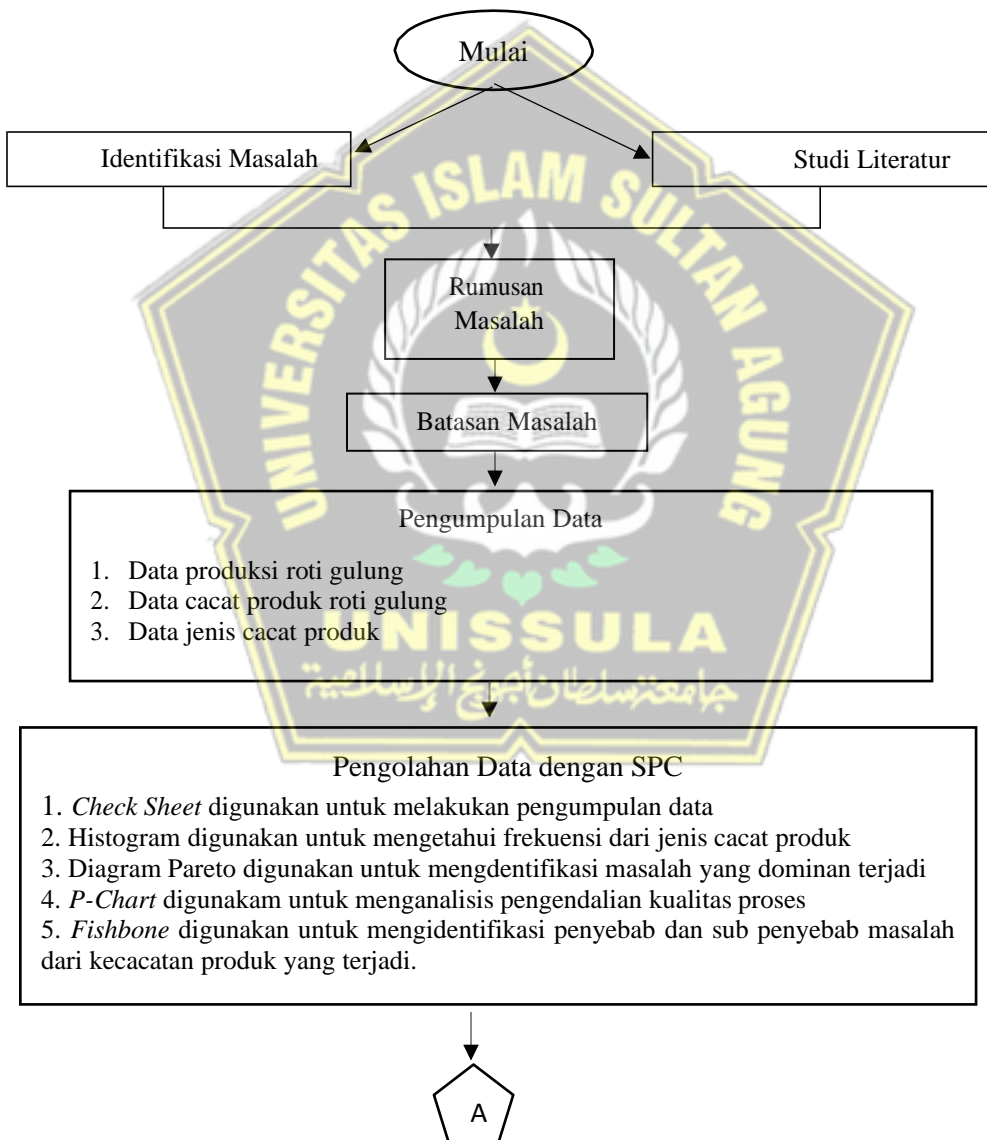 Mulai
Identifikasi Masalah
Studi Literatur
UNIVERSITAS ISLAM SULTAN AGUNG
Rumusan
Masalah
Batasan Masalah
Pengumpulan Data
1. Data produksi roti gulung
2. Data cacat produk roti gulung
3. Data jenis cacat produk
UNISSULA
جامعة سلطان أجونج الإسلامية
Pengolahan Data dengan SPC
1. Check Sheet digunakan untuk melakukan pengumpulan data
2. Histogram digunakan untuk mengetahui frekuensi dari jenis cacat produk
3. Diagram Pareto digunakan untuk mengdentifikasi masalah yang dominan terjadi
4. P-Chart digunakam untuk menganalisis pengendalian kualitas proses
5. Fishbone digunakan untuk mengidentifikasi penyebab dan sub penyebab masalah
dari kecacatan produk yang terjadi.
A